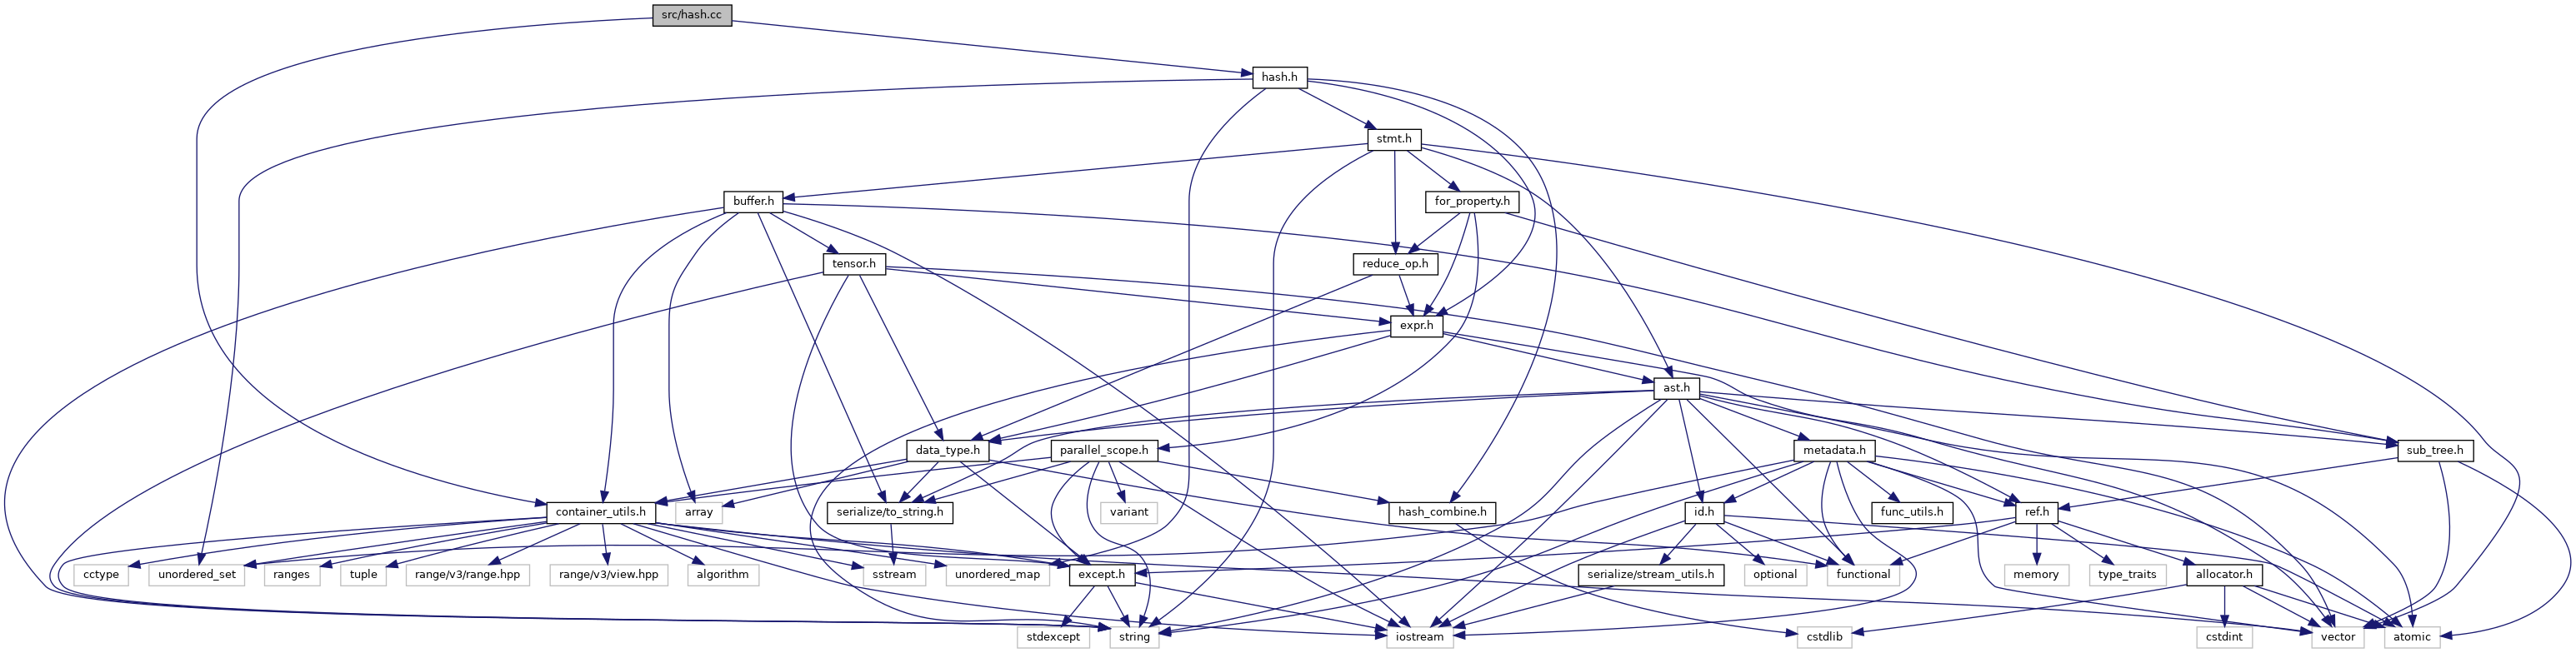 src/hash.cc
hash.h
stmt.h
buffer.h
for_property.h
tensor.h
reduce_op.h
expr.h
ast.h
data_type.h
parallel_scope.h
metadata.h
sub_tree.h
container_utils.h
array
serialize/to_string.h
variant
hash_combine.h
id.h
func_utils.h
ref.h
cctype
unordered_set
ranges
tuple
range/v3/range.hpp
range/v3/view.hpp
algorithm
sstream
unordered_map
except.h
serialize/stream_utils.h
optional
functional
memory
type_traits
allocator.h
stdexcept
string
iostream
cstdlib
cstdint
vector
atomic